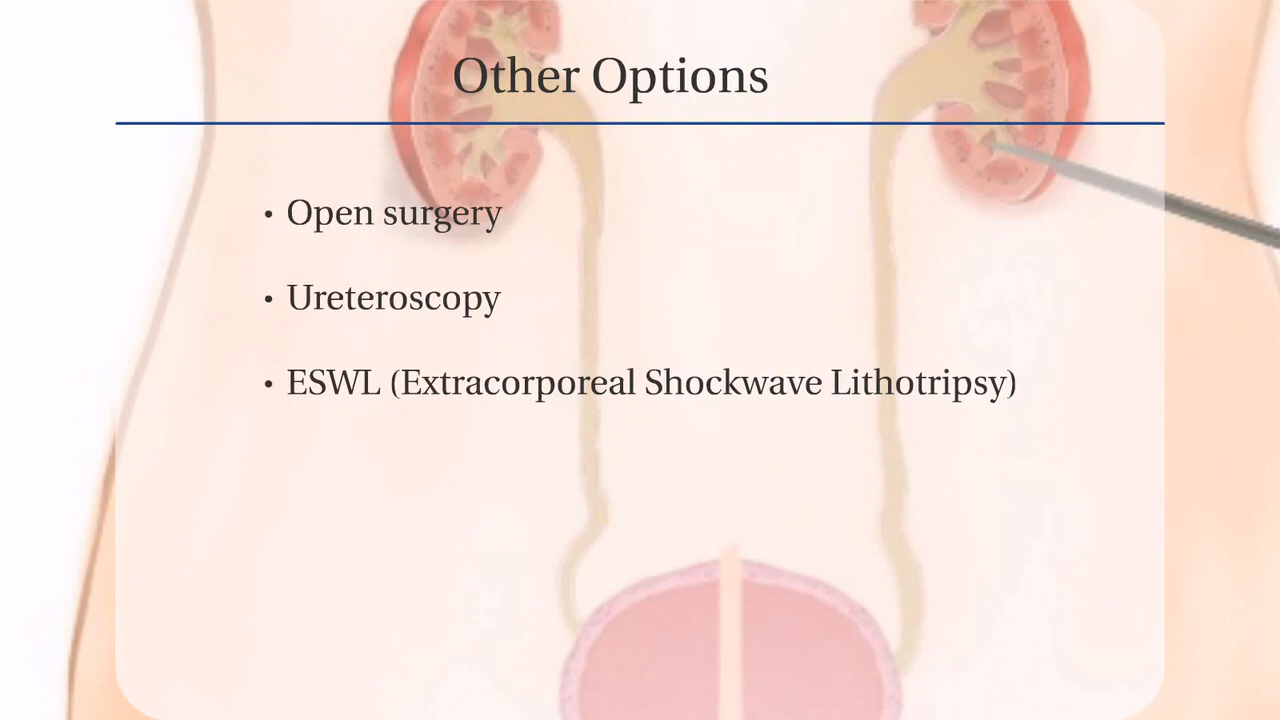 Other Options
• Open surgery
• Ureteroscopy
• ESWL (Extracorporeal Shockwave Lithotripsy)